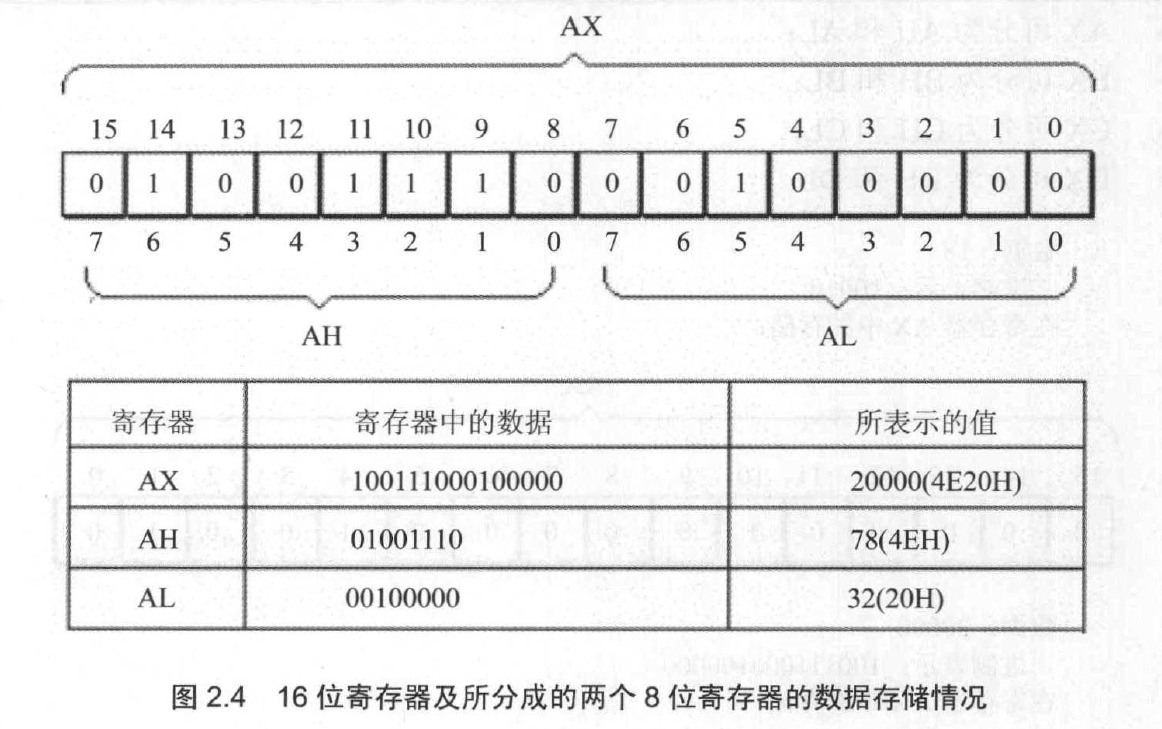 AX
15 14 13 12 11 10 9 8 7 6 5 4 3 2 1 0
0 1 0 0 1 1 1 0 0 0 1 0 0 0 0 0
7 6 5 4 3 2 1 0 7 6 5 4 3 2 1 0
AH AL
寄存器 寄存器中的数据 所表示的值
AX 100111000100000 20000(4E20H)
AH 01001110 78(4EH)
AL 00100000 32(20H)
图 2.4 16 位寄存器及所分成的两个 8 位寄存器的数据存储情况